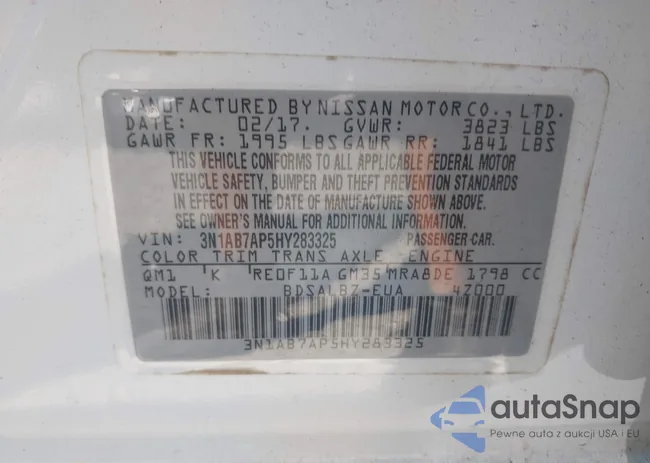 MANUFACTURED BY NISSAN MOTOR CO., LTD.
DATE: 02/17. GVWR: 3823 LBS
GAWR FR: 1995 LBS GAWR RR: 1841 LBS
THIS VEHICLE CONFORMS TO ALL APPLICABLE FEDERAL MOTOR
VEHICLE SAFETY, BUMPER AND THEFT PREVENTION STANDARDS
IN EFFECT ON THE DATE OF MANUFACTURE SHOWN ABOVE.
SEE OWNER'S MANUAL FOR ADDITIONAL INFORMATION.
VIN: 3N1AB7AP5HY283325 PASSENGER CAR.
COLOR TRIM TRANS AXLE ENGINE
QM1 K RE0F11A GM35 MRA8DE 1798 CC
MODEL: BDSALBZ-EUA 4Z000
3N1AB7AP5HY283325
autaSnap
Pewne auta z aukcji USA i EU